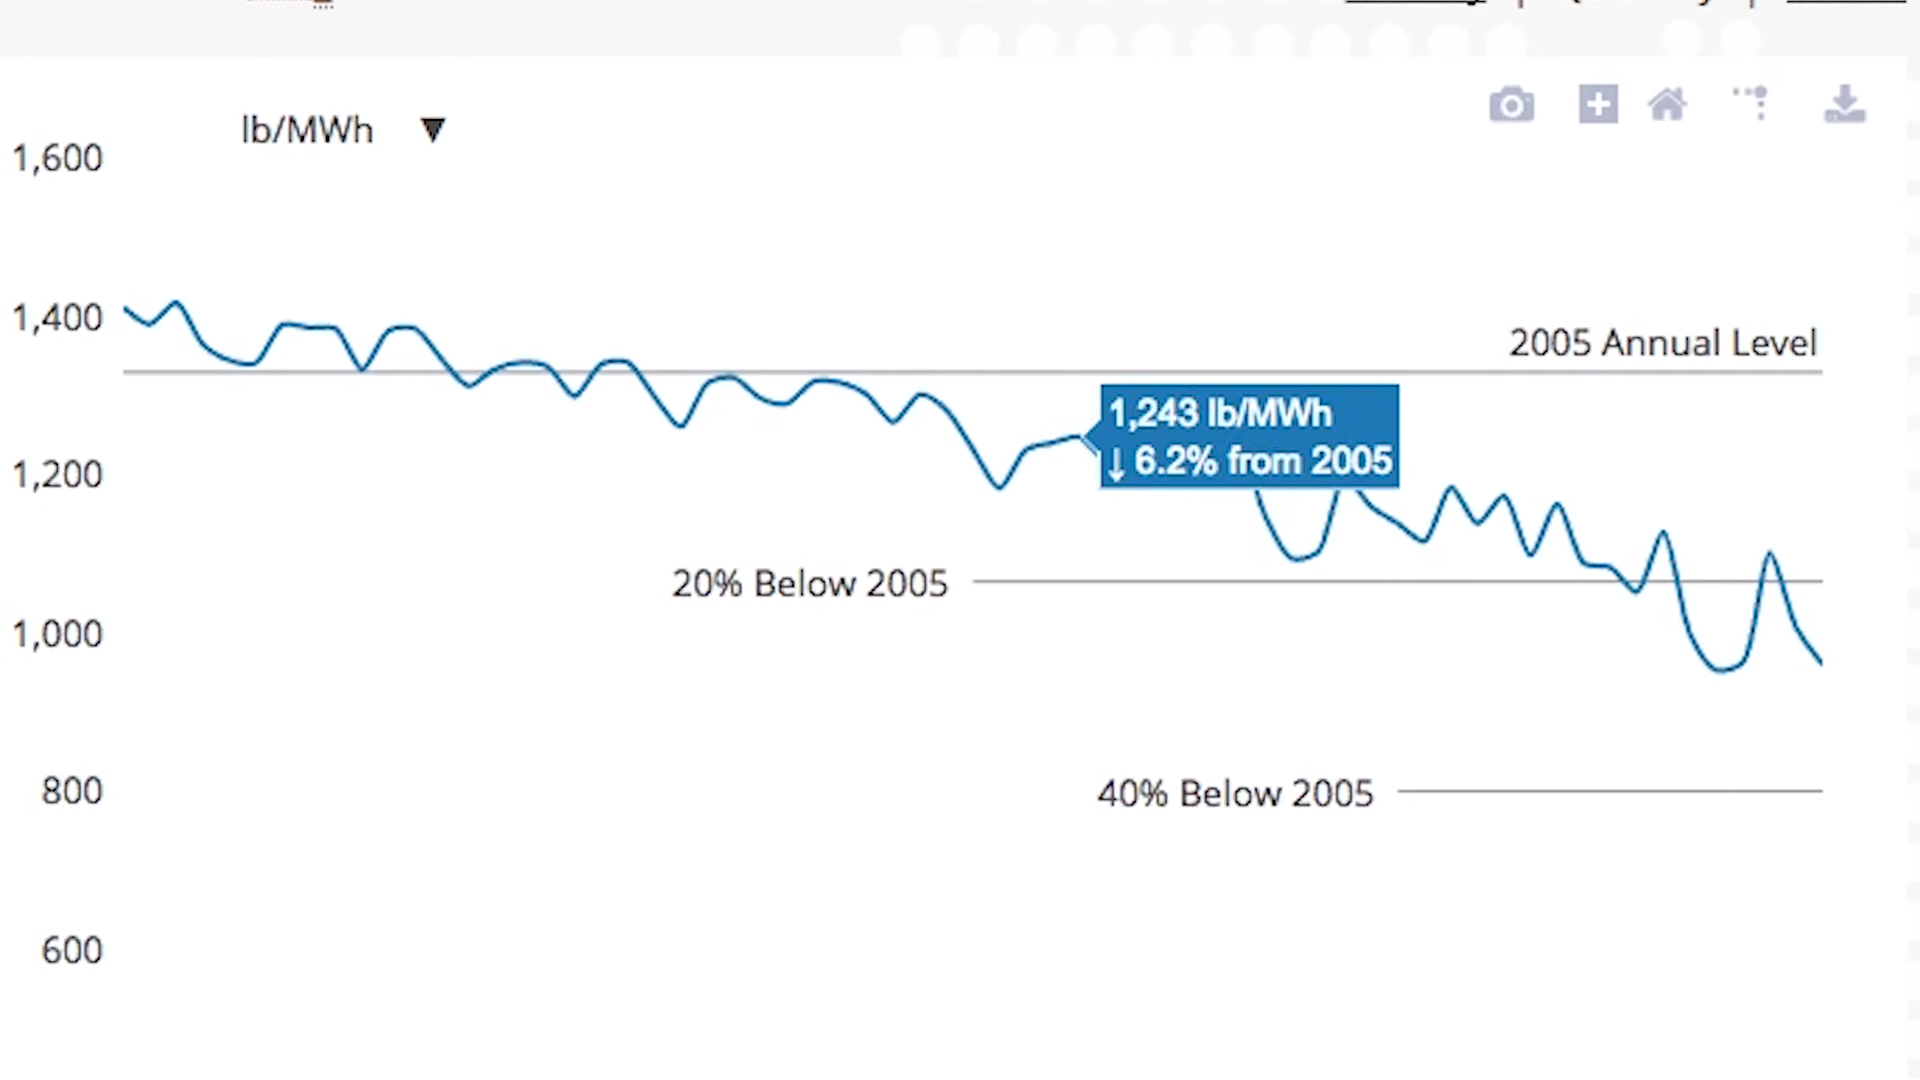 lb/MWh ▼
1,600
1,400
2005 Annual Level
1,243 lb/MWh
↓ 6.2% from 2005
1,200
20% Below 2005
1,000
800
40% Below 2005
600